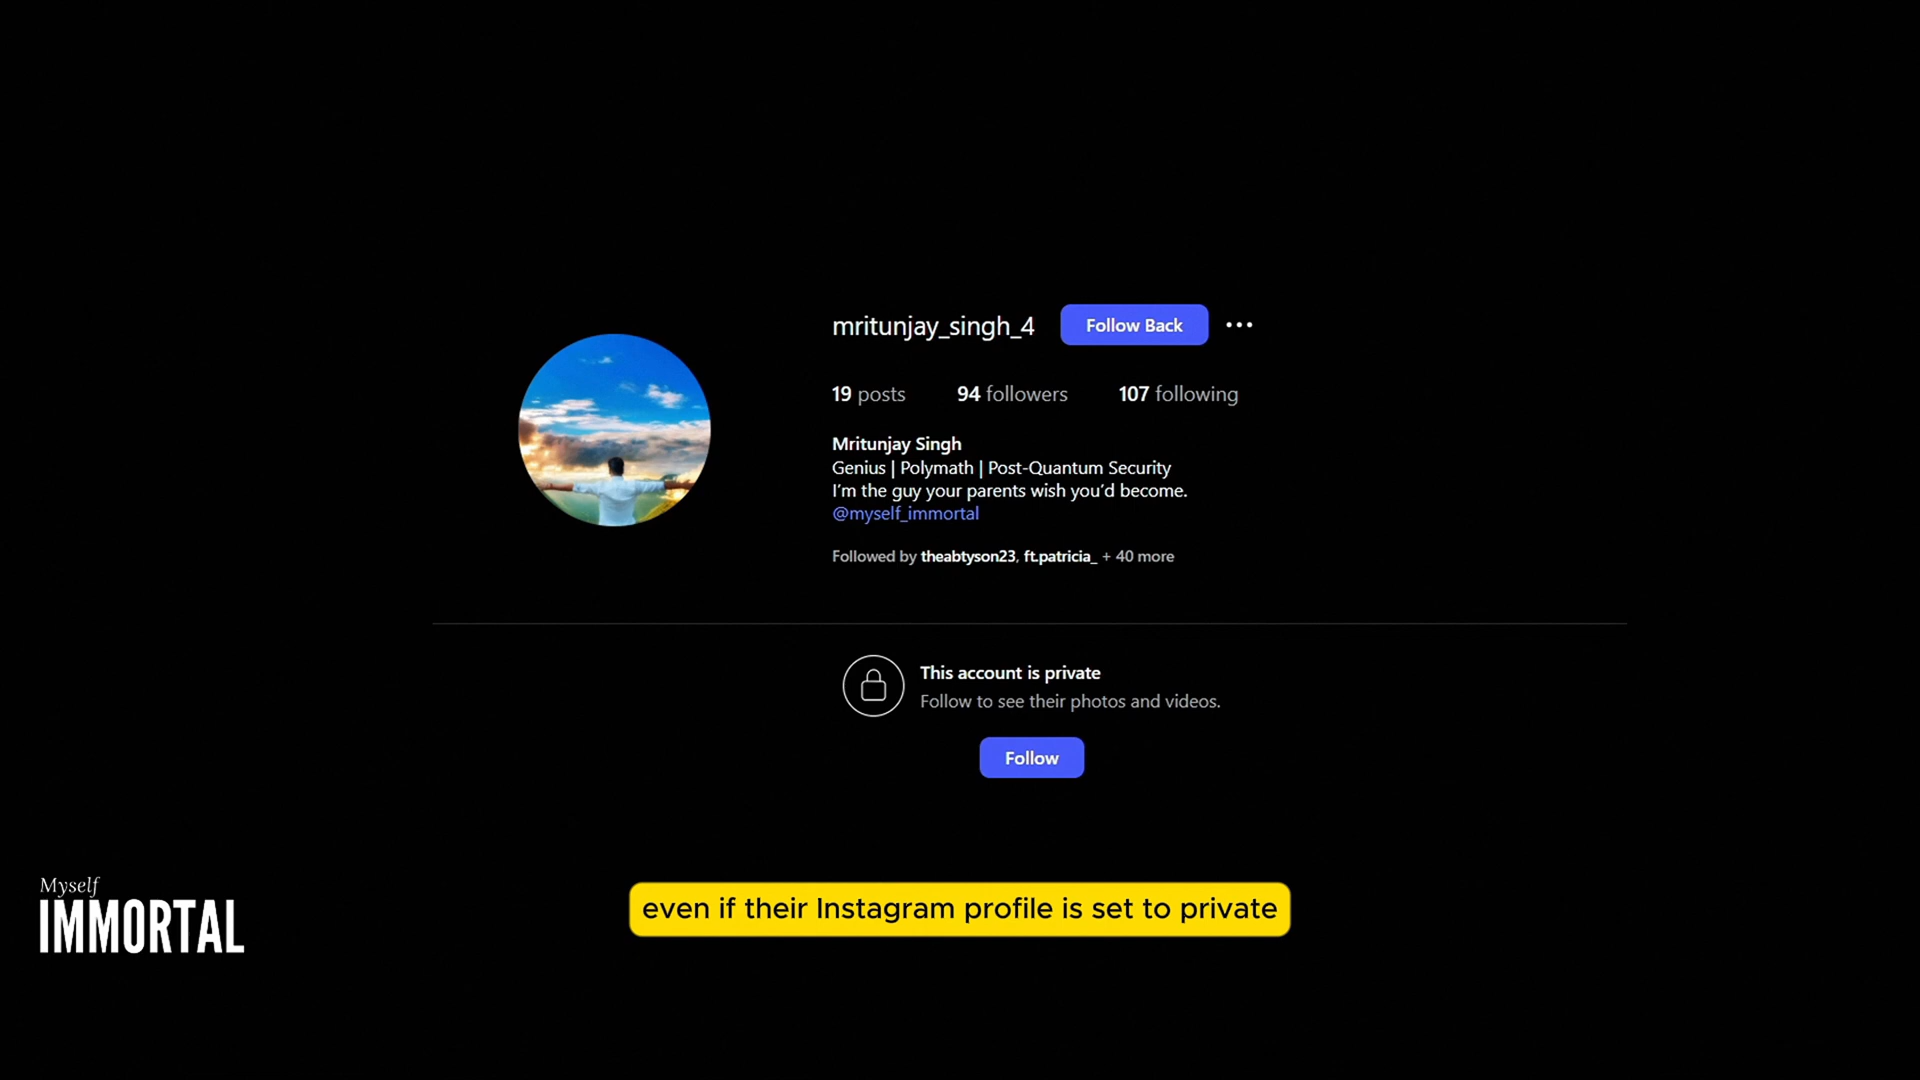 mritunjay_singh_4 Follow Back
19 posts 94 followers 107 following
Mritunjay Singh
Genius | Polymath | Post-Quantum Security
I’m the guy your parents wish you’d become.
@myself_immortal
Followed by theabtyson23, ft.patricia_ + 40 more
This account is private
Follow to see their photos and videos.
Follow
Myself
IMMORTAL
even if their Instagram profile is set to private